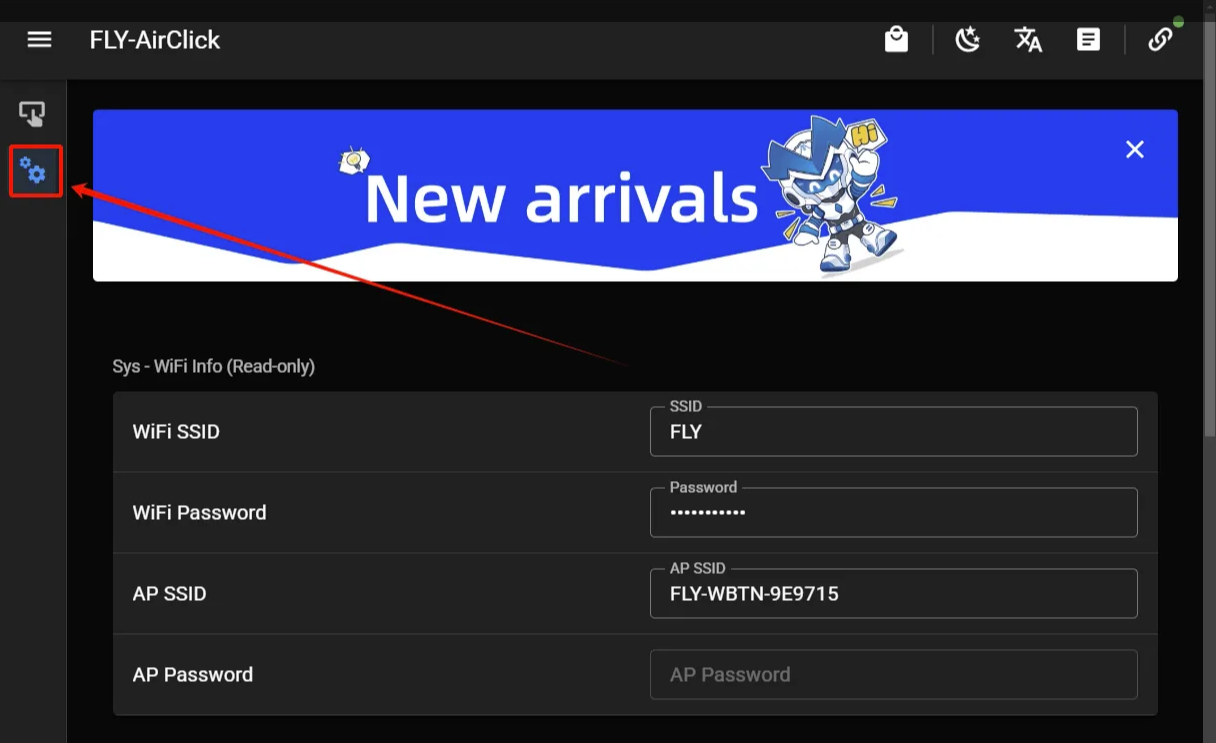 FLY-AirClick
Hi
New arrivals
Sys - WiFi Info (Read-only)
SSID
WiFi SSID
FLY
Password
WiFi Password
•••••••••••
AP SSID
AP SSID
FLY-WBTN-9E9715
AP Password
AP Password